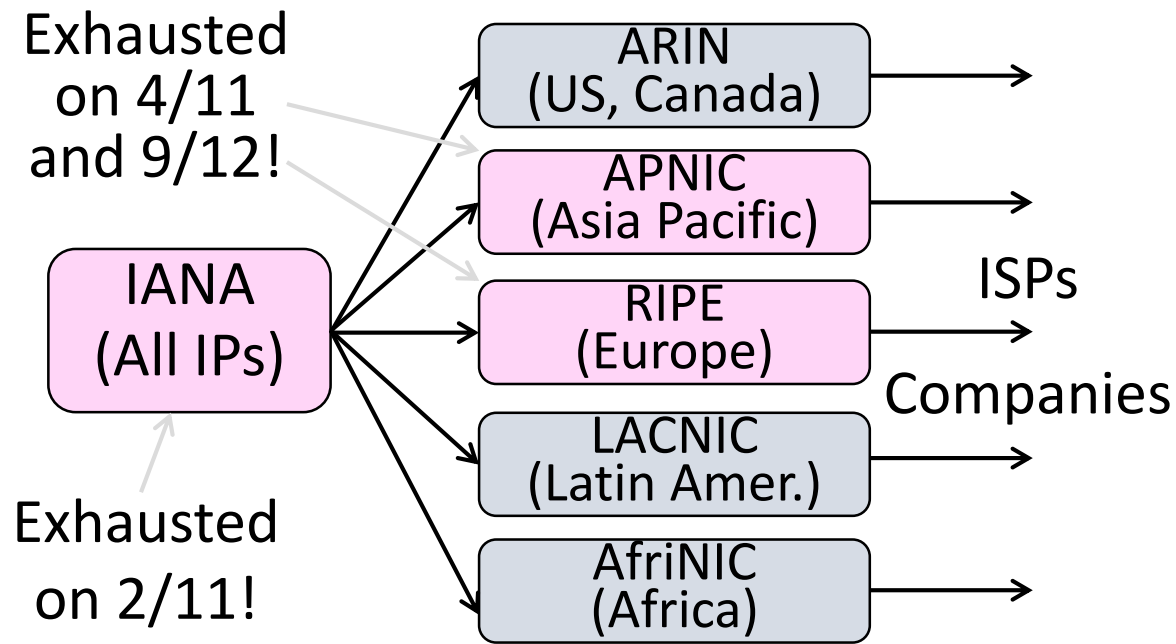 Exhausted
on 4/11
and 9/12!
IANA
(All IPs)
Exhausted
on 2/11!
ARIN
(US, Canada)
APNIC
(Asia Pacific)
RIPE
(Europe)
LACNIC
(Latin Amer.)
AfriNIC
(Africa)
ISPs
Companies